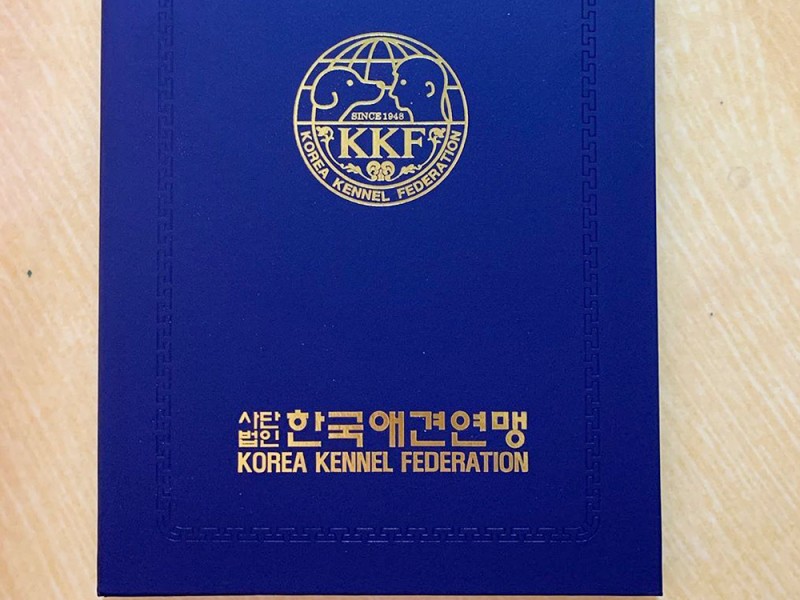 SINCE 1948
KKF
KOREA KENNEL FEDERATION
사단
법인 한국애견연맹
KOREA KENNEL FEDERATION